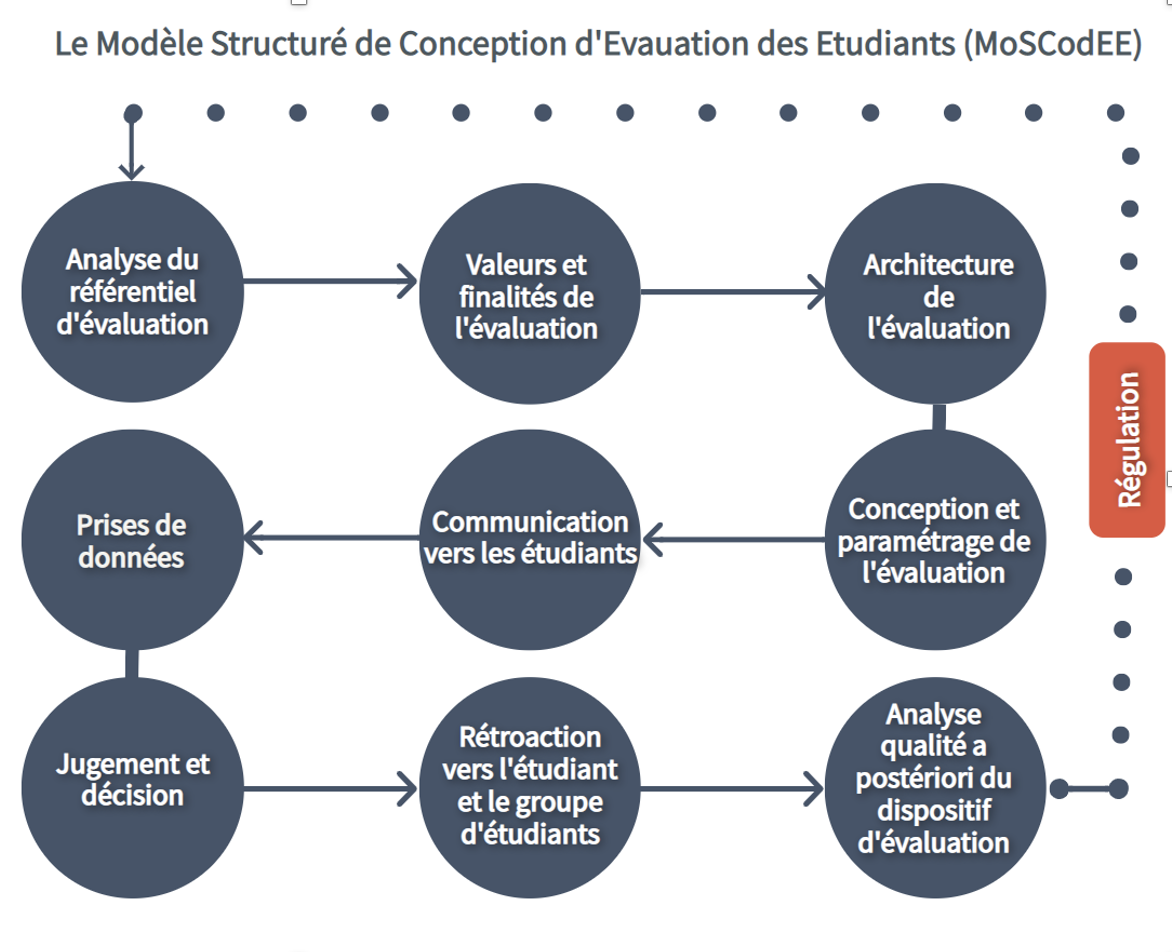 Le Modèle Structuré de Conception d'Evauation des Etudiants (MoSCodEE)
Analyse du
référentiel
d'évaluation
Valeurs et
finalités de
l'évaluation
Architecture
de
l'évaluation
Régulation
Prises de
données
Communication
vers les étudiants
Conception et
paramétrage de
l'évaluation
Jugement et
décision
Rétroaction
vers l'étudiant
et le groupe
d'étudiants
Analyse
qualité a
postériori du
dispositif
d'évaluation